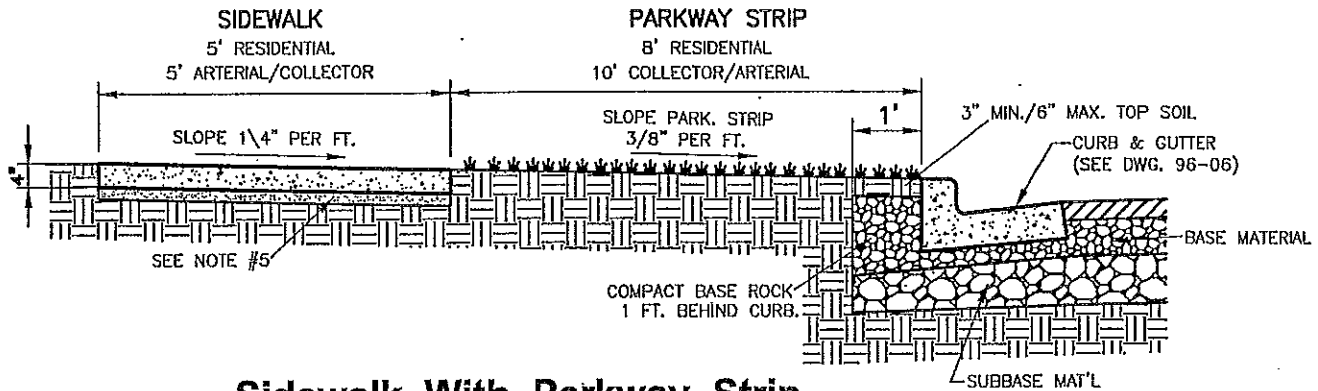 SIDEWALK
5' RESIDENTIAL
5' ARTERIAL/COLLECTOR
PARKWAY STRIP
8' RESIDENTIAL
10' COLLECTOR/ARTERIAL
SLOPE 1\4" PER FT.
SLOPE PARK. STRIP
3/8" PER FT.
1'
3" MIN./6" MAX. TOP SOIL
CURB & GUTTER
(SEE DWG. 96-06)
4"
SEE NOTE #5
BASE MATERIAL
COMPACT BASE ROCK
1 FT. BEHIND CURB.
SUBBASE MAT'L
Sidewalk With Parkway Strip